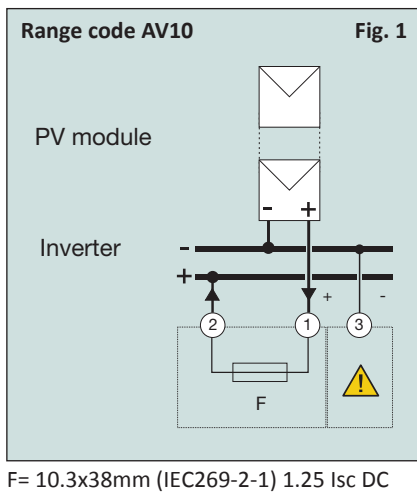 Range code AV10 Fig. 1
PV module
- +
Inverter
-
+
+ -
2 1 3
F
F= 10.3x38mm (IEC269-2-1) 1.25 Isc DC